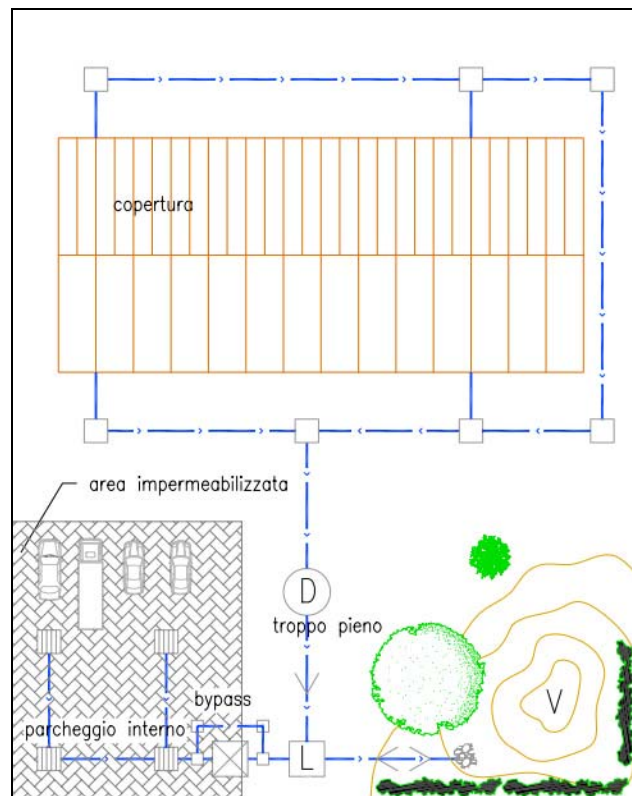 copertura
area impermeabilizzata
D
troppo pieno
bypass
parcheggio interno
V
L